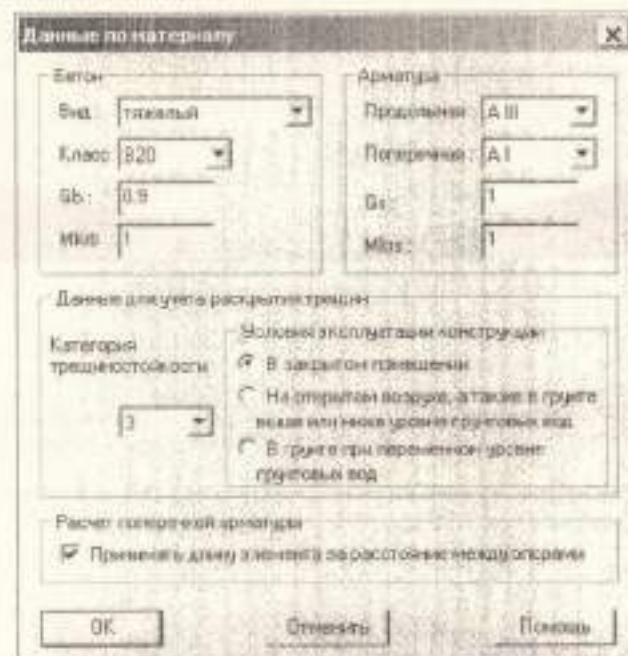 Данные по материалу
Бетон
Вид: тяжелый
Класс B20
Gb: 0.9
Mkb 1
Арматура
Продольная: A III
Поперечная: A I
Gs: 1
Mks: 1
Данные для учета раскрытия трещин
Категория
трещиностойкости
3
Условия эксплуатации конструкции
В закрытом помещении
На открытом воздухе, а также в грунте
выше или ниже уровня грунтовых вод
В грунте при переменном уровне
грунтовых вод
Расчет поперечной арматуры
Принимать длину элемента за расстояние между опорами
OK
Отменить
Помощь